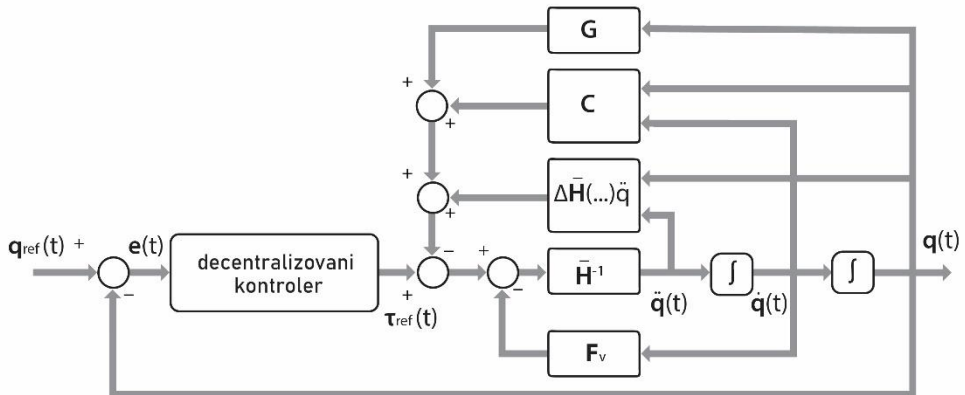 G
+
+
C
+
+
ΔH̄(...)q̈
q_ref(t) +
e(t)
decentralizovani
kontroler
−
+
τ_ref(t)
−
+
−
H̄⁻¹
q̈(t)
∫
q̇(t)
∫
q(t)
−
F_v